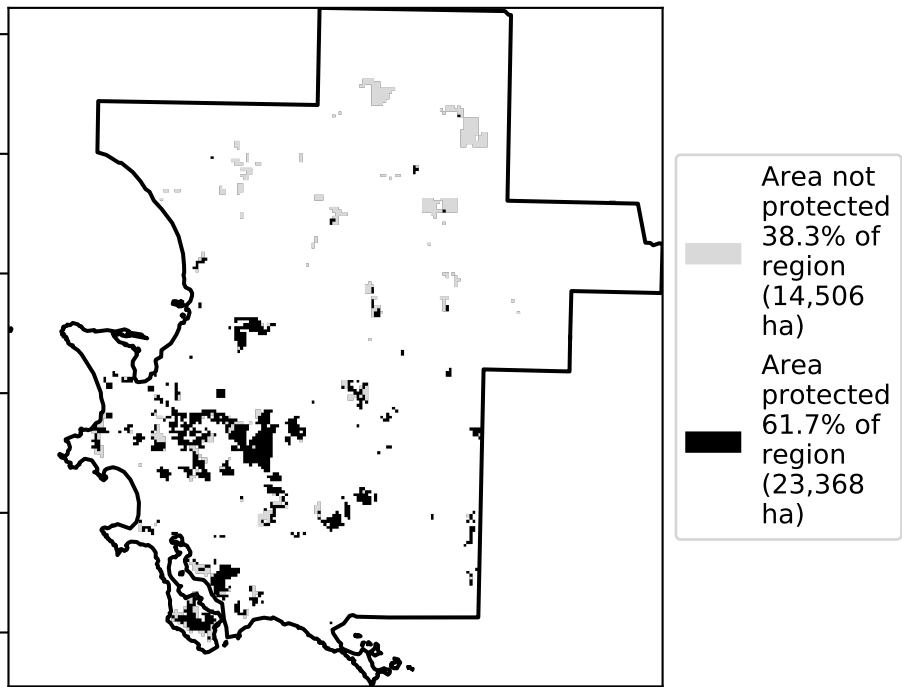 Area not
protected
38.3% of
region
(14,506
ha)
Area
protected
61.7% of
region
(23,368
ha)